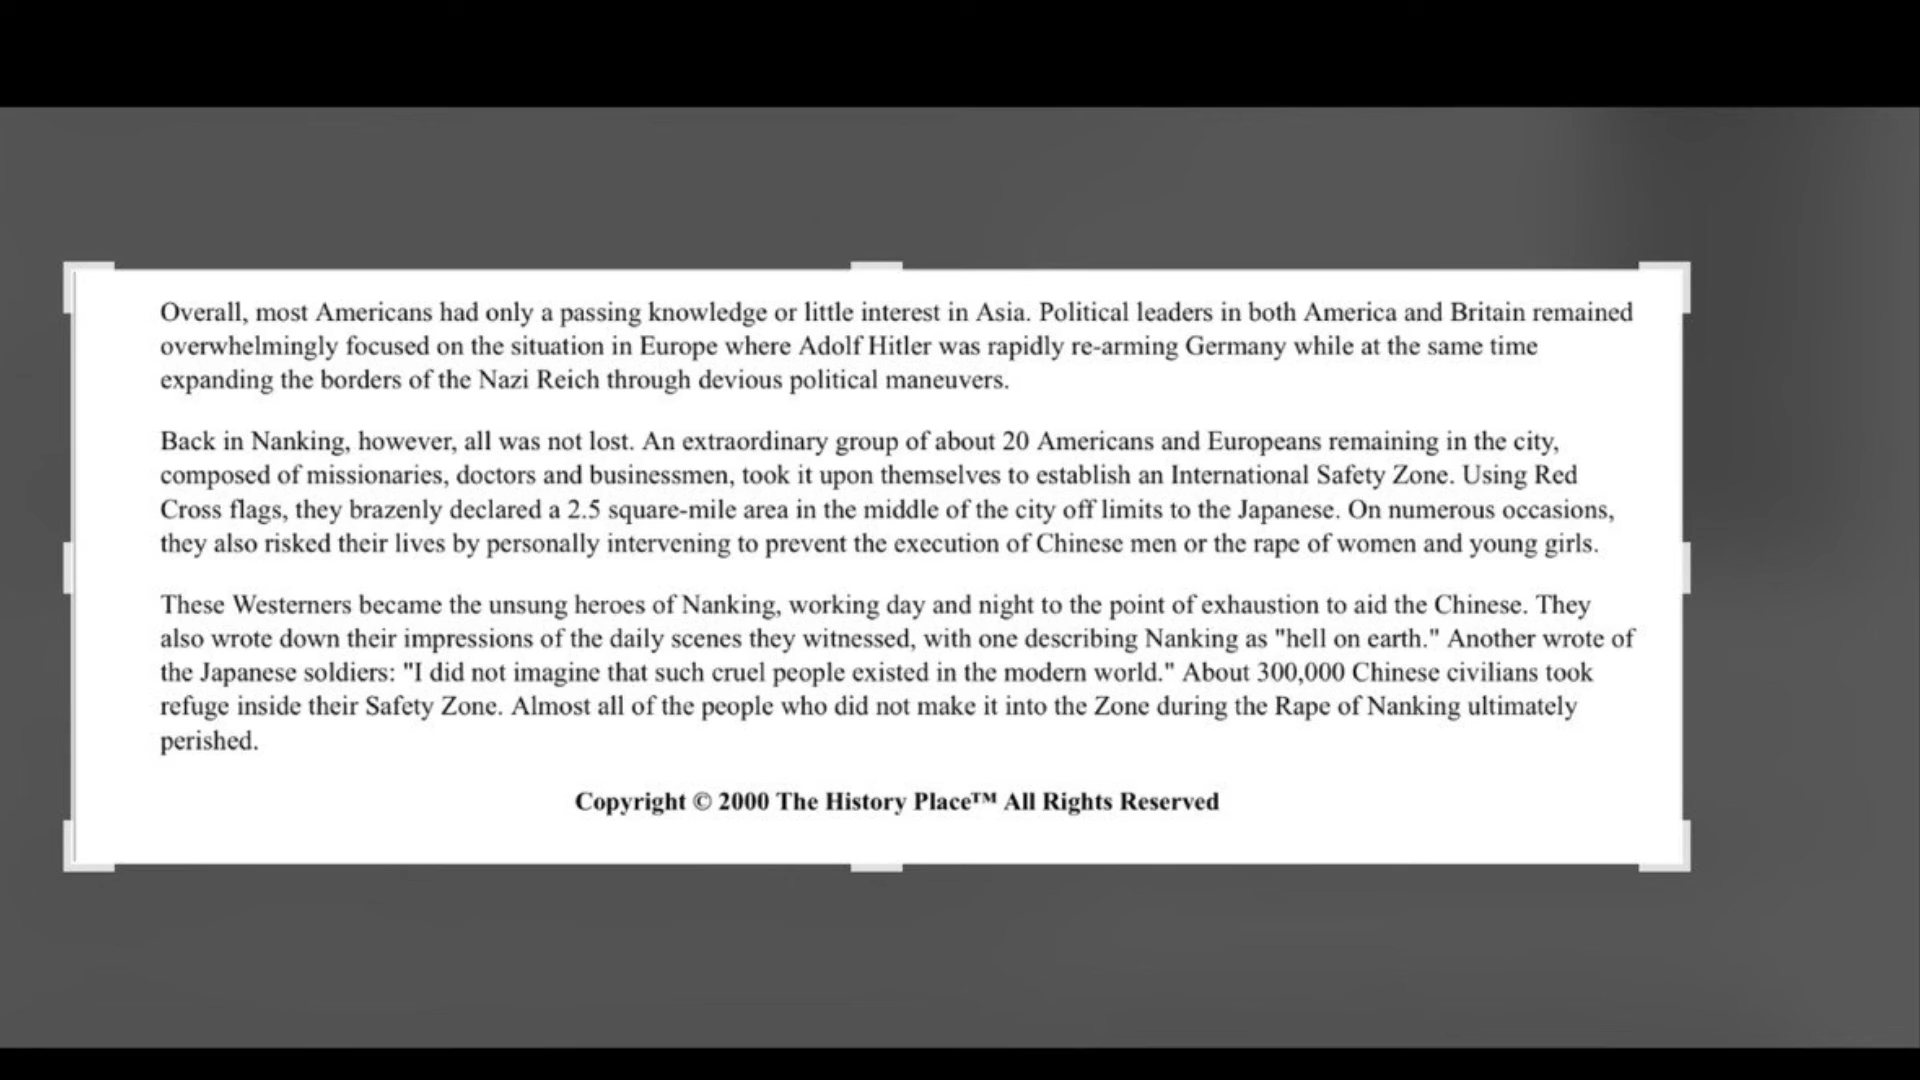 Overall, most Americans had only a passing knowledge or little interest in Asia. Political leaders in both America and Britain remained
overwhelmingly focused on the situation in Europe where Adolf Hitler was rapidly re-arming Germany while at the same time
expanding the borders of the Nazi Reich through devious political maneuvers.
Back in Nanking, however, all was not lost. An extraordinary group of about 20 Americans and Europeans remaining in the city,
composed of missionaries, doctors and businessmen, took it upon themselves to establish an International Safety Zone. Using Red
Cross flags, they brazenly declared a 2.5 square-mile area in the middle of the city off limits to the Japanese. On numerous occasions,
they also risked their lives by personally intervening to prevent the execution of Chinese men or the rape of women and young girls.
These Westerners became the unsung heroes of Nanking, working day and night to the point of exhaustion to aid the Chinese. They
also wrote down their impressions of the daily scenes they witnessed, with one describing Nanking as "hell on earth." Another wrote of
the Japanese soldiers: "I did not imagine that such cruel people existed in the modern world." About 300,000 Chinese civilians took
refuge inside their Safety Zone. Almost all of the people who did not make it into the Zone during the Rape of Nanking ultimately
perished.
Copyright © 2000 The History Place™ All Rights Reserved